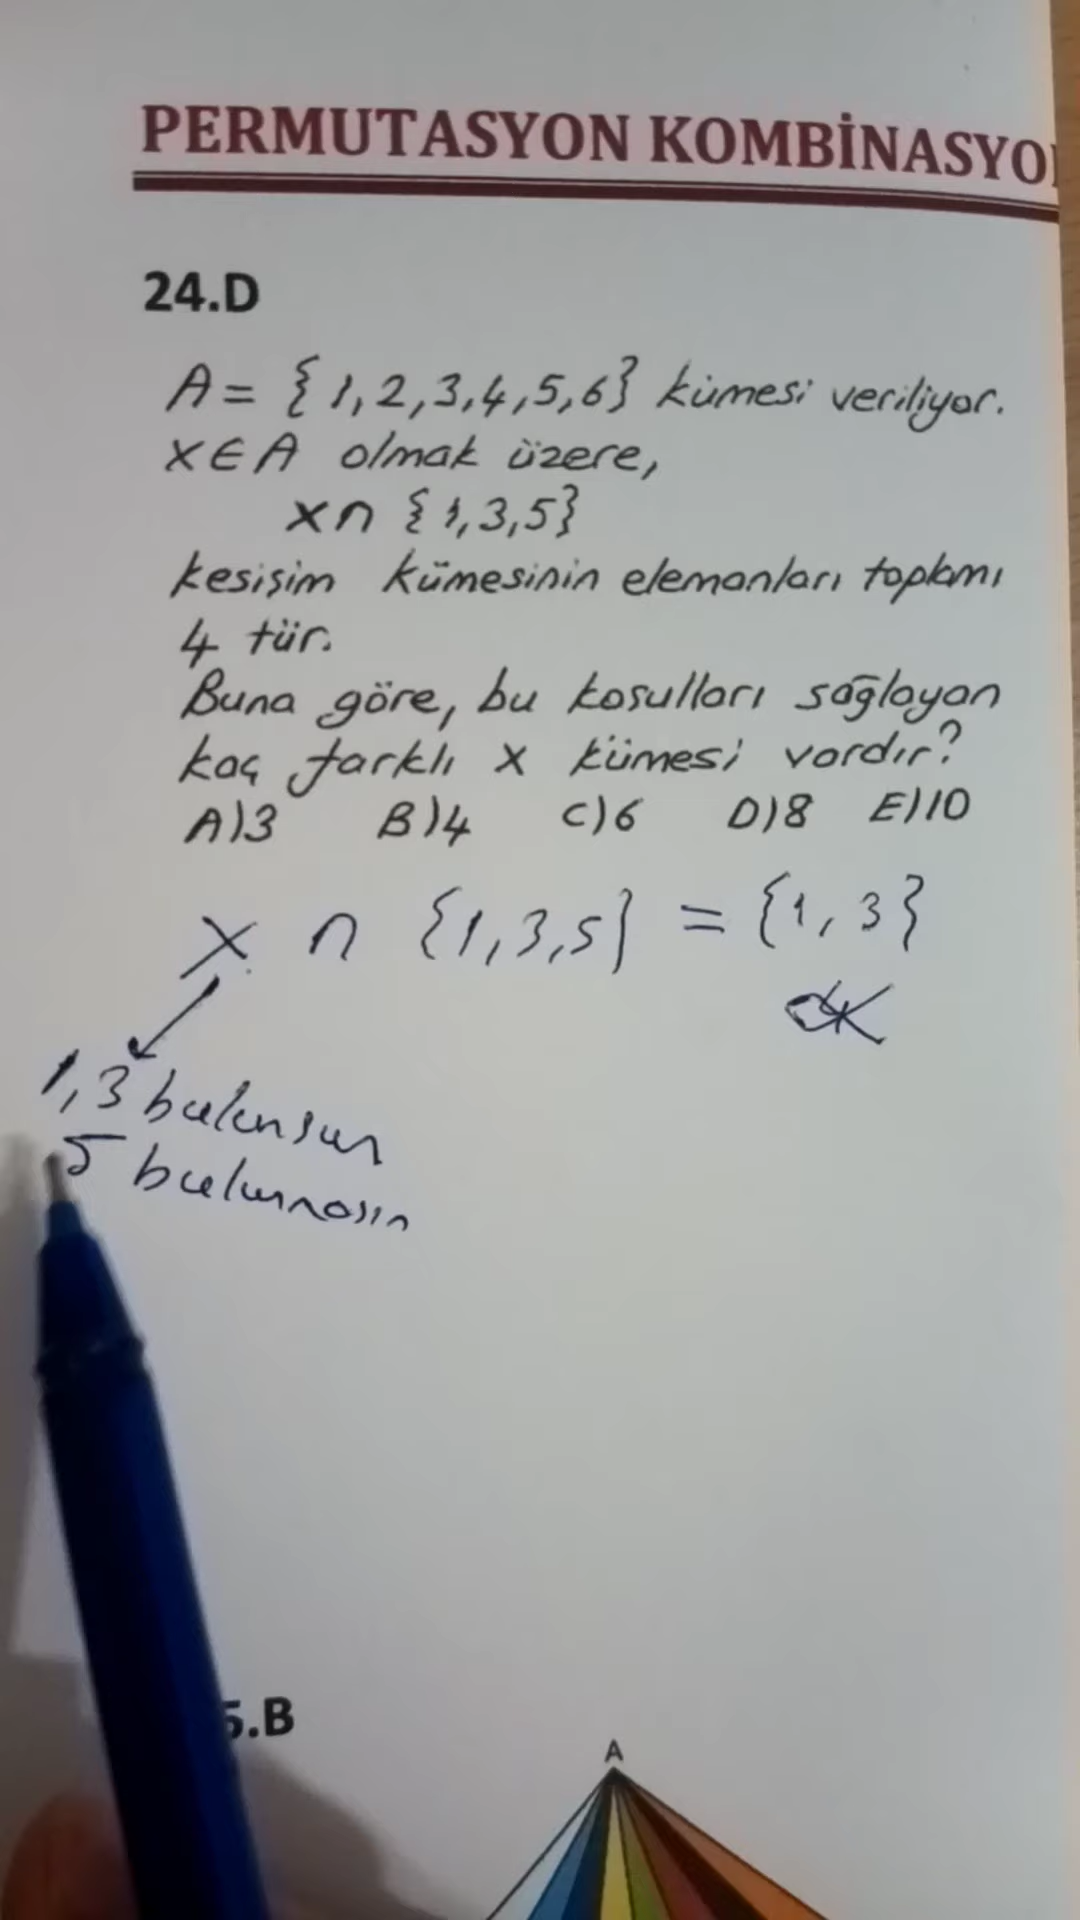 PERMUTASYON KOMBİNASYO
24.D
A = {1,2,3,4,5,6} kümesi veriliyor.
X∈A olmak üzere,
X∩ {1,3,5}
kesişim kümesinin elemanları toplamı
4 tür.
Buna göre, bu koşulları sağlayan
kaç farklı X kümesi vardır?
A)3 B)4 C)6 D)8 E)10
X ∩ {1,3,5} = {1,3}
1,3 bulunsun
5 bulunmasın
5.B
A